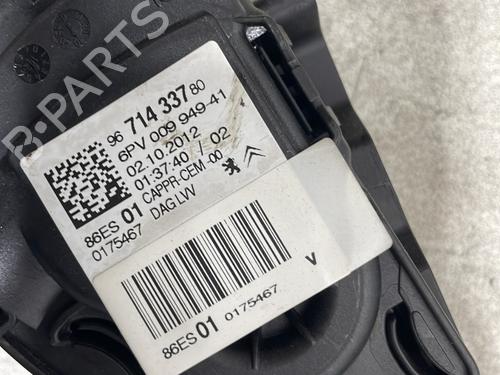 96 714 337 80
6PV 009 949-41
02.10.2012
01:37:40 / 02
CAPPR-CEM -00
DAG LVV
86ES 01
0175467
86ES 01 0175467
V
B-PARTS